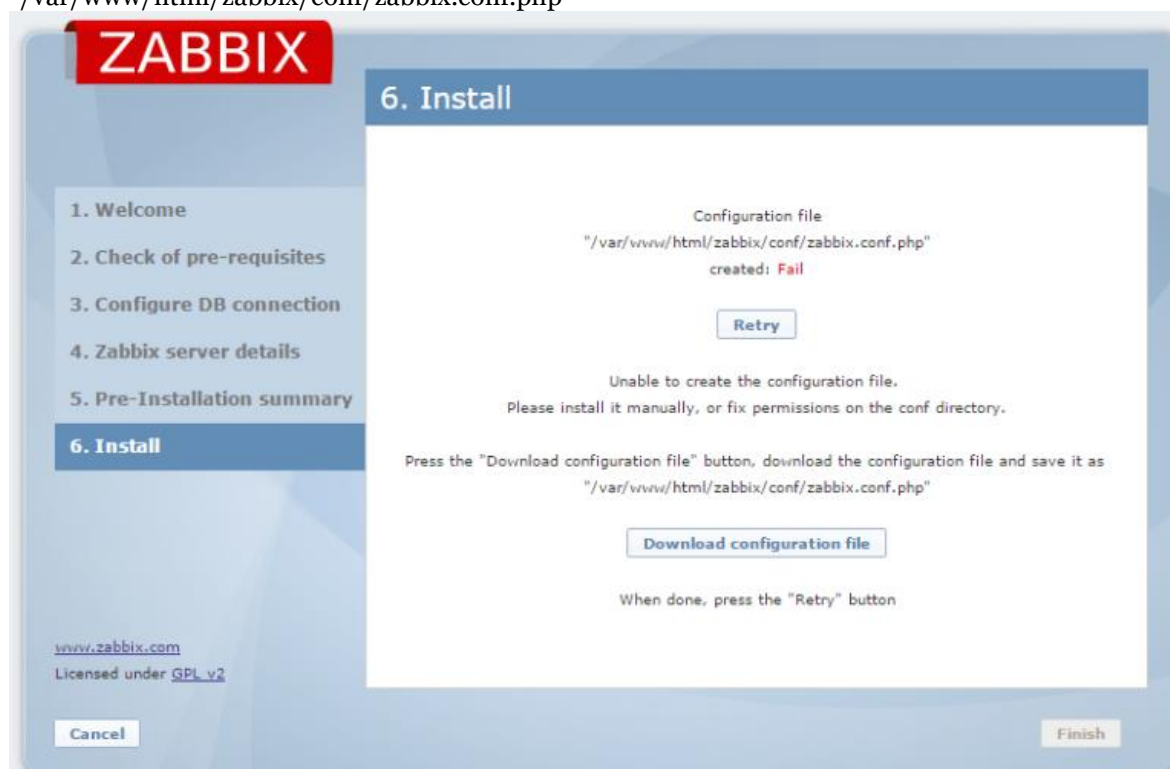 /var/www/html/zabbix/conf/zabbix.conf.php
ZABBIX
6. Install
1. Welcome
2. Check of pre-requisites
3. Configure DB connection
4. Zabbix server details
5. Pre-Installation summary
6. Install
Configuration file
"/var/www/html/zabbix/conf/zabbix.conf.php"
created: Fail
Retry
Unable to create the configuration file.
Please install it manually, or fix permissions on the conf directory.
Press the "Download configuration file" button, download the configuration file and save it as
"/var/www/html/zabbix/conf/zabbix.conf.php"
Download configuration file
When done, press the "Retry" button
www.zabbix.com
Licensed under GPL v2
Cancel
Finish